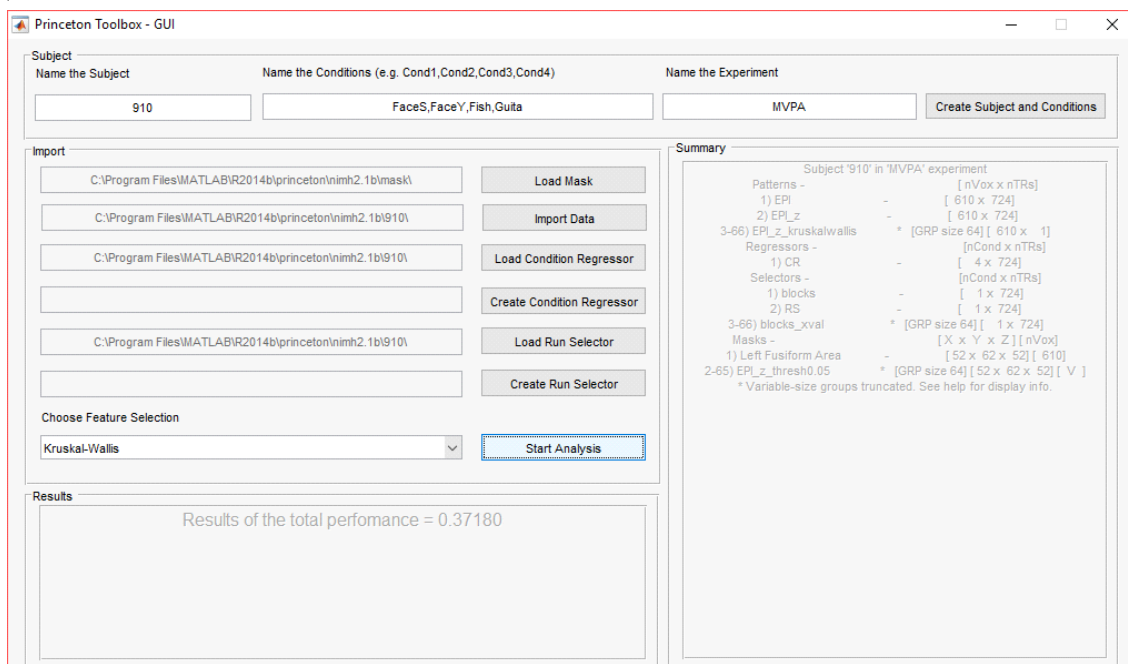 Princeton Toolbox - GUI
Subject
Name the Subject
Name the Conditions (e.g. Cond1,Cond2,Cond3,Cond4)
Name the Experiment
910
FaceS,FaceY,Fish,Guita
MVPA
Create Subject and Conditions
Import
C:\Program Files\MATLAB\R2014b\princeton\nimh2.1b\mask\
Load Mask
C:\Program Files\MATLAB\R2014b\princeton\nimh2.1b\910\
Import Data
C:\Program Files\MATLAB\R2014b\princeton\nimh2.1b\910\
Load Condition Regressor
Create Condition Regressor
C:\Program Files\MATLAB\R2014b\princeton\nimh2.1b\910\
Load Run Selector
Create Run Selector
Choose Feature Selection
Kruskal-Wallis
Start Analysis
Results
Results of the total perfomance = 0.37180
Summary
Subject '910' in 'MVPA' experiment
Patterns - [ nVox x nTRs]
1) EPI - [ 610 x 724]
2) EPI_z - [ 610 x 724]
3-66) EPI_z_kruskalwallis * [GRP size 64] [ 610 x 1]
Regressors - [nCond x nTRs]
1) CR - [ 4 x 724]
Selectors - [nCond x nTRs]
1) blocks - [ 1 x 724]
2) RS - [ 1 x 724]
3-66) blocks_xval * [GRP size 64] [ 1 x 724]
Masks - [ X x Y x Z ] [ nVox]
1) Left Fusiform Area - [ 52 x 62 x 52] [ 610]
2-65) EPI_z_thresh0.05 * [GRP size 64] [ 52 x 62 x 52] [ V ]
* Variable-size groups truncated. See help for display info.